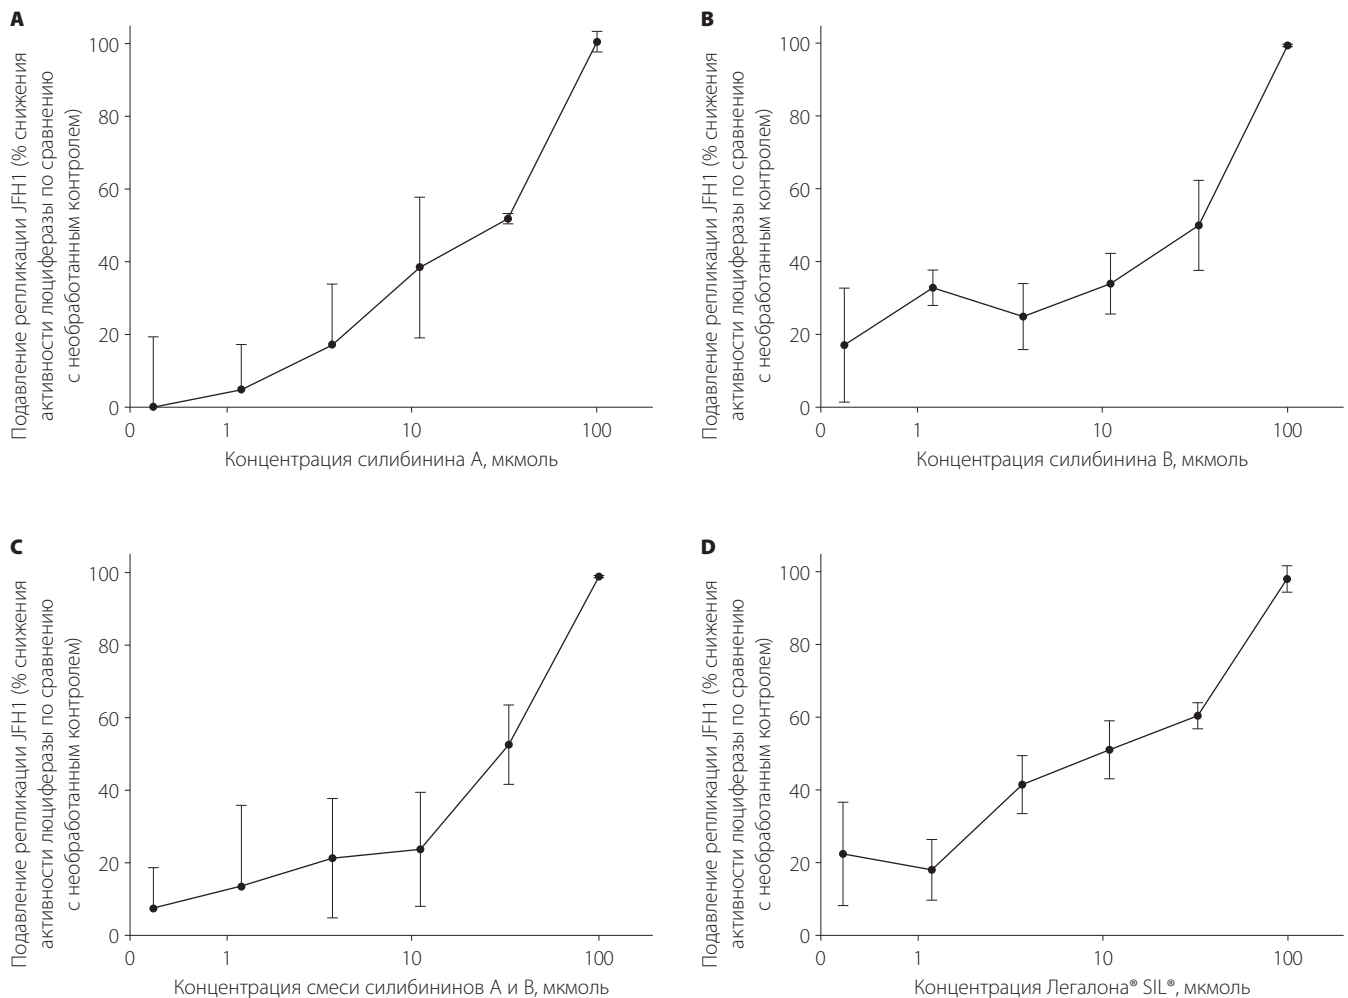 A
Подавление репликации JFH1 (% снижения
активности люциферазы по сравнению
с необработанным контролем)
100
80
60
40
20
0
0 1 10 100
Концентрация силибинина А, мкмоль
B
Подавление репликации JFH1 (% снижения
активности люциферазы по сравнению
с необработанным контролем)
100
80
60
40
20
0
0 1 10 100
Концентрация силибинина В, мкмоль
C
Подавление репликации JFH1 (% снижения
активности люциферазы по сравнению
с необработанным контролем)
100
80
60
40
20
0
0 1 10 100
Концентрация смеси силибининов А и В, мкмоль
D
Подавление репликации JFH1 (% снижения
активности люциферазы по сравнению
с необработанным контролем)
100
80
60
40
20
0
0 1 10 100
Концентрация Легалона® SIL®, мкмоль